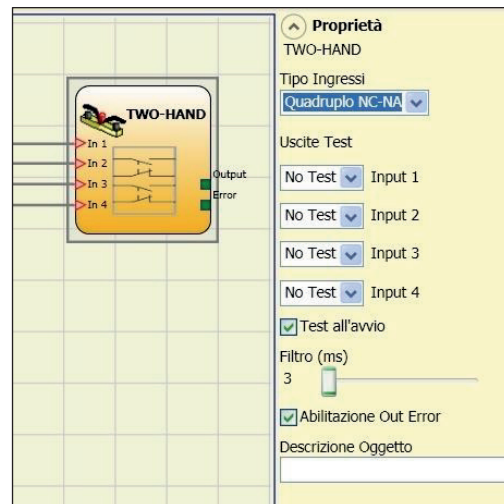 TWO-HAND
In 1
In 2
In 3
In 4
Output
Error
Proprietà
TWO-HAND
Tipo Ingressi
Quadruplo NC-NA
Uscite Test
No Test Input 1
No Test Input 2
No Test Input 3
No Test Input 4
Test all'avvio
Filtro (ms)
3
Abilitazione Out Error
Descrizione Oggetto